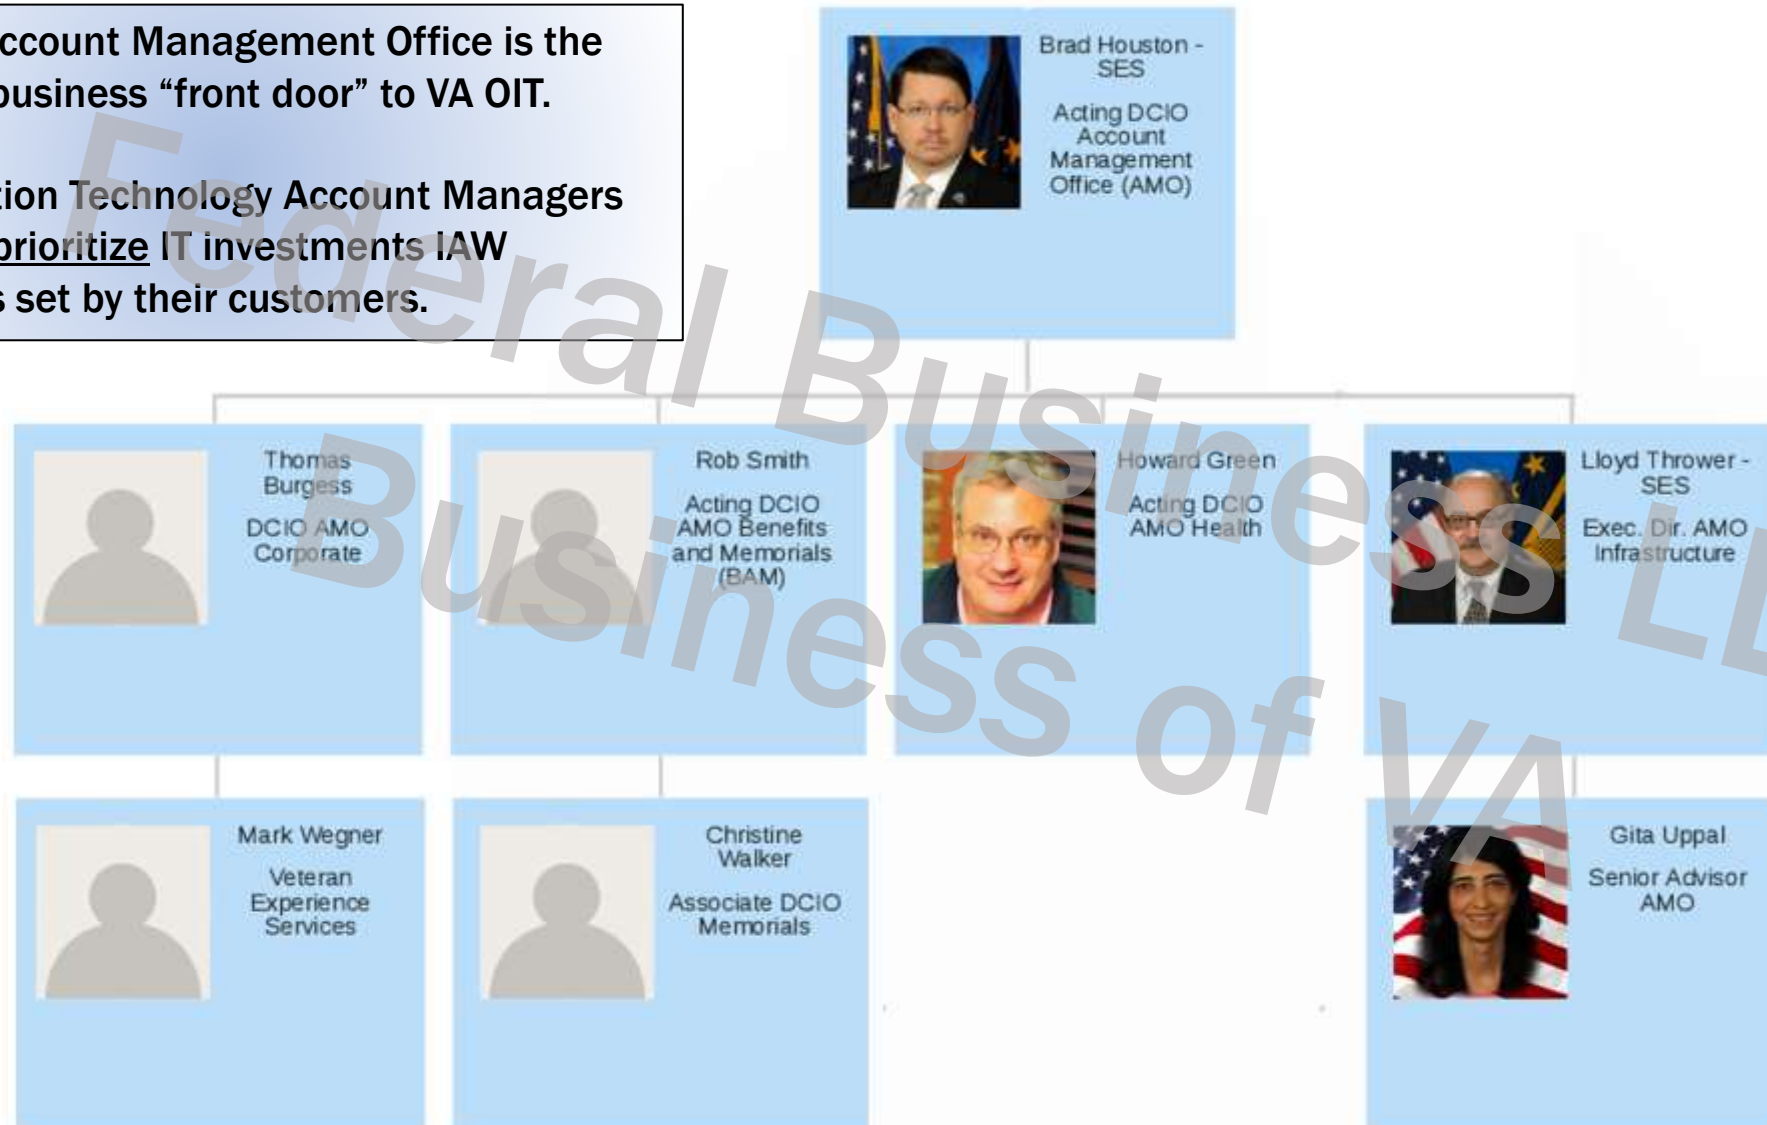 ccount Management Office is the
business “front door” to VA OIT.
tion Technology Account Managers
prioritize IT investments IAW
s set by their customers.
Brad Houston -
SES
Acting DCIO
Account
Management
Office (AMO)
Thomas
Burgess
DCIO AMO
Corporate
Rob Smith
Acting DCIO
AMO Benefits
and Memorials
(BAM)
Howard Green
Acting DCIO
AMO Health
Lloyd Thrower -
SES
Exec. Dir. AMO
Infrastructure
Mark Wegner
Veteran
Experience
Services
Christine
Walker
Associate DCIO
Memorials
Gita Uppal
Senior Advisor
AMO
Federal Business LL
Business of VA